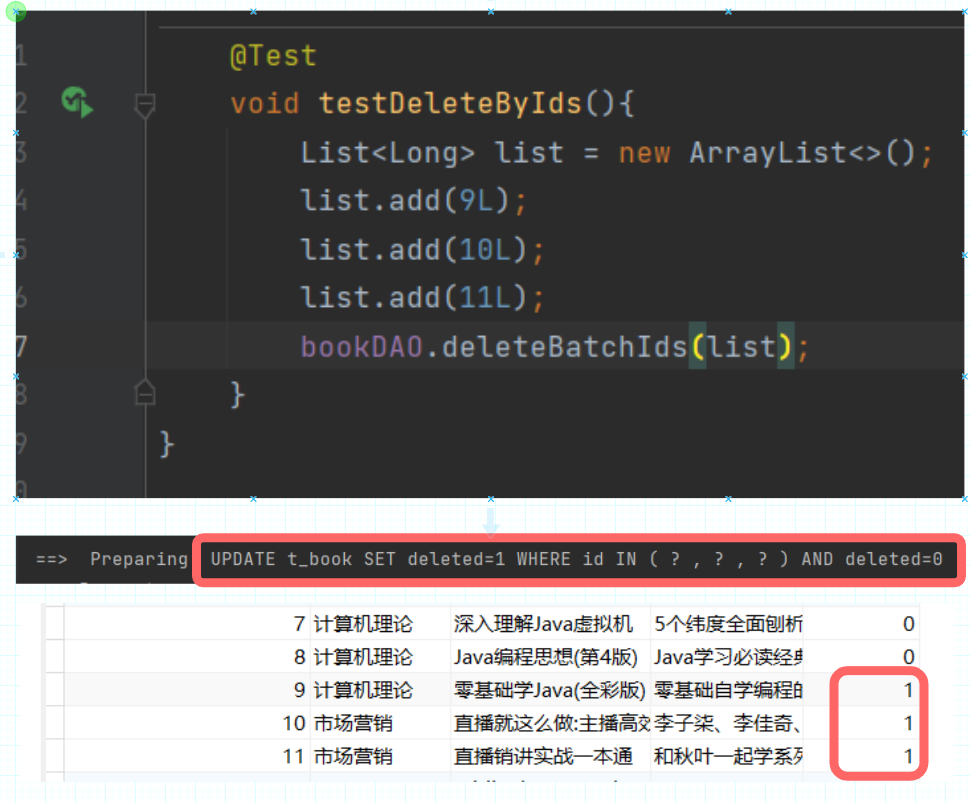 1 @Test
2 void testDeleteByIds(){
3 List<Long> list = new ArrayList<>();
4 list.add(9L);
5 list.add(10L);
6 list.add(11L);
7 bookDAO.deleteBatchIds(list);
8 }
9 }
0
==> Preparing UPDATE t_book SET deleted=1 WHERE id IN ( ? , ? , ? ) AND deleted=0
7 计算机理论 深入理解Java虚拟机 5个纬度全面刨析 0
8 计算机理论 Java编程思想(第4版) Java学习必读经典 0
9 计算机理论 零基础学Java(全彩版) 零基础自学编程的 1
10 市场营销 直播就这么做:主播高效 李子柒、李佳奇、 1
11 市场营销 直播销讲实战一本通 和秋叶一起学系列 1